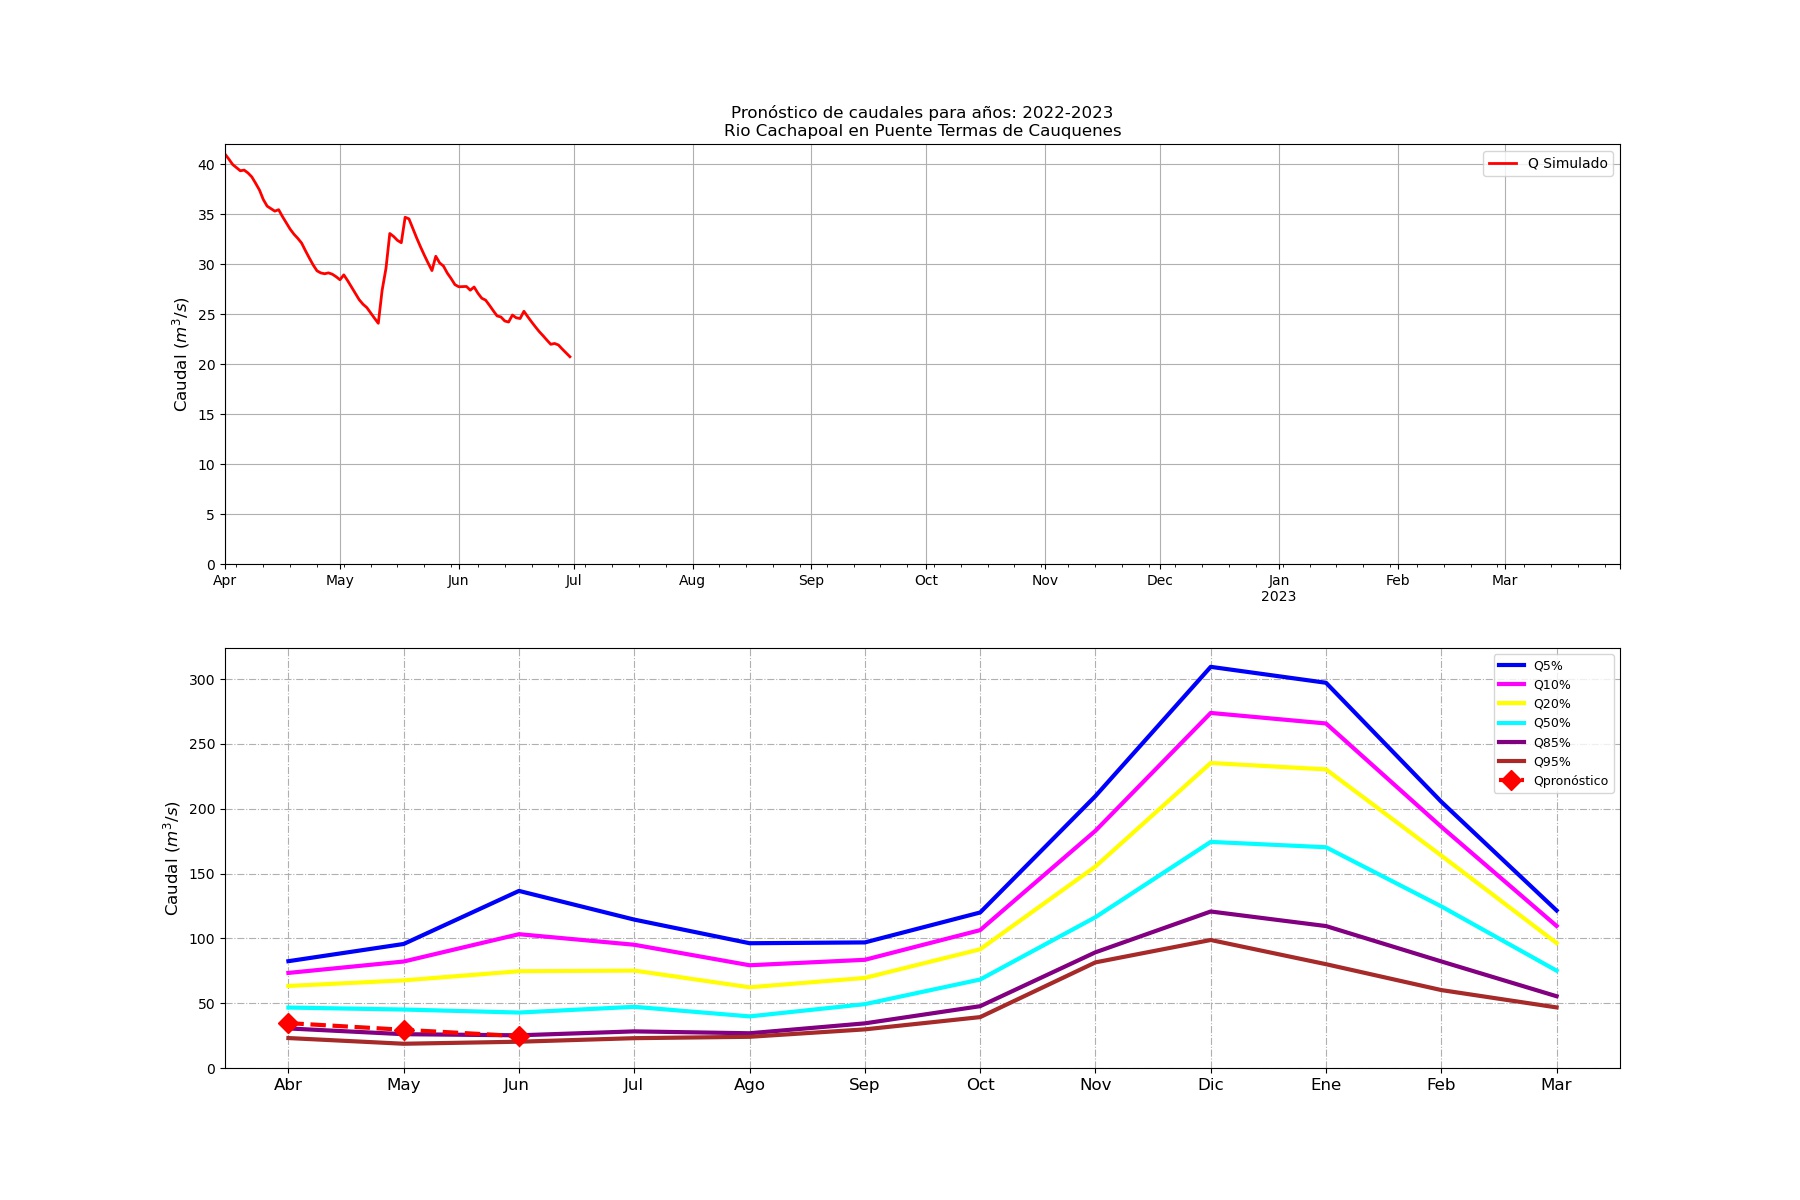 Pronóstico de caudales para años: 2022-2023
Rio Cachapoal en Puente Termas de Cauquenes
Caudal (m³/s)
40
35
30
25
20
15
10
5
0
Q Simulado
Apr May Jun Jul Aug Sep Oct Nov Dec Jan Feb Mar
2023
Caudal (m³/s)
300
250
200
150
100
50
0
Q5%
Q10%
Q20%
Q50%
Q85%
Q95%
Qpronóstico
Abr May Jun Jul Ago Sep Oct Nov Dic Ene Feb Mar